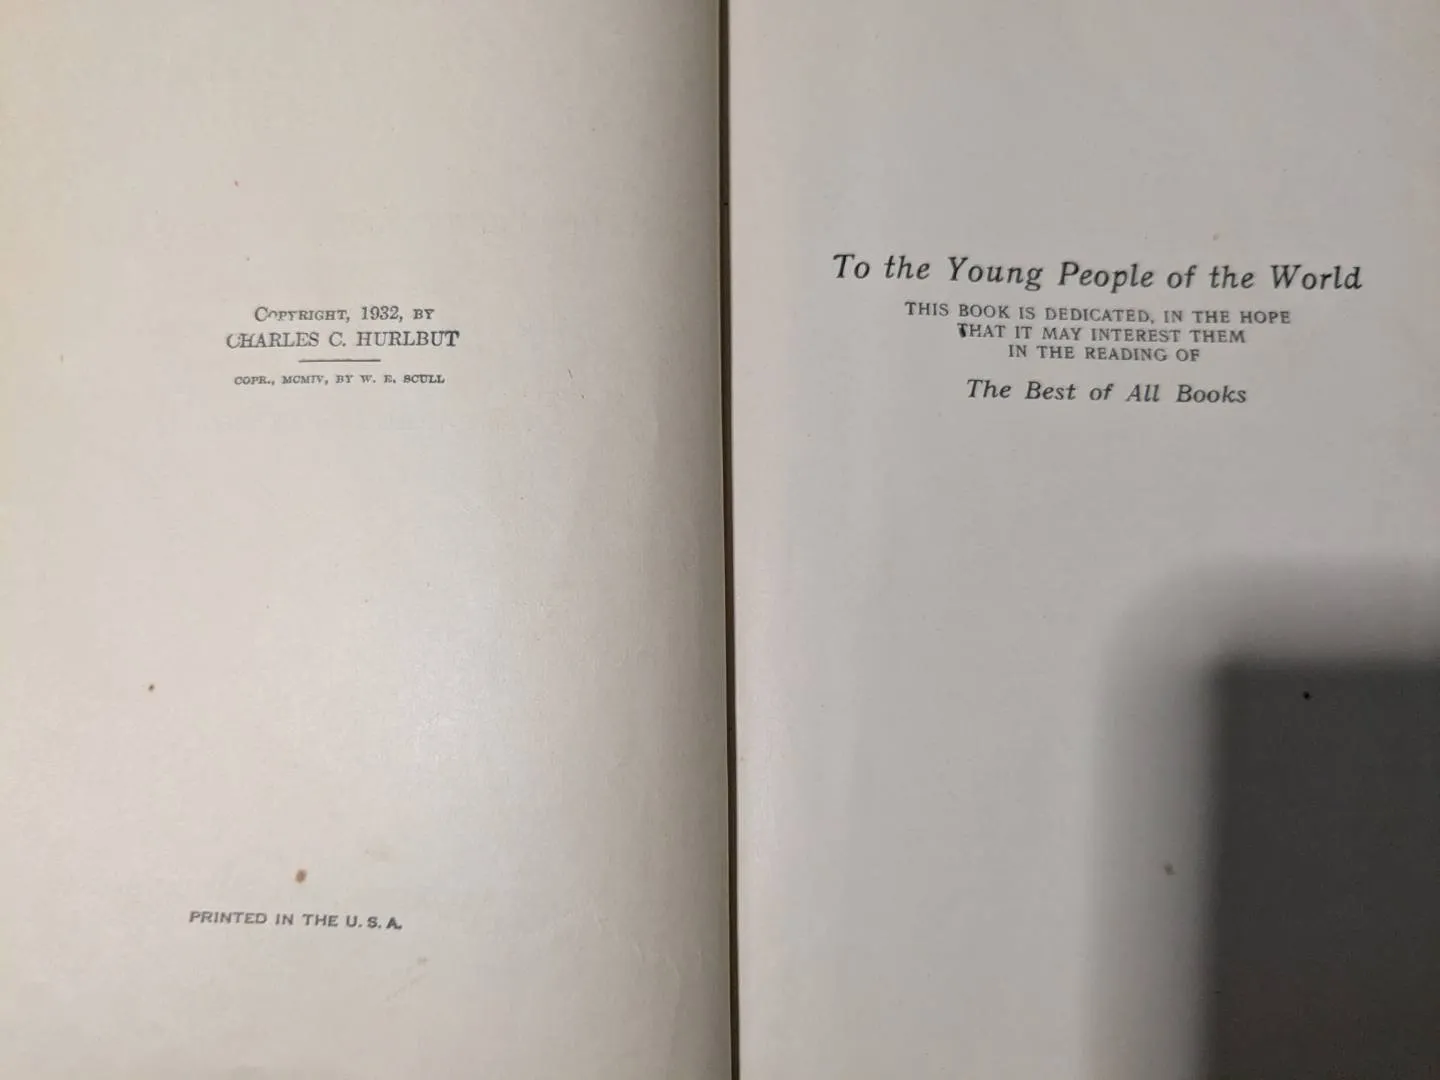 COPYRIGHT, 1932, BY
CHARLES C. HURLBUT
COPR., MCMIV, BY W. E. SCULL
PRINTED IN THE U. S. A.
To the Young People of the World
THIS BOOK IS DEDICATED, IN THE HOPE
THAT IT MAY INTEREST THEM
IN THE READING OF
The Best of All Books